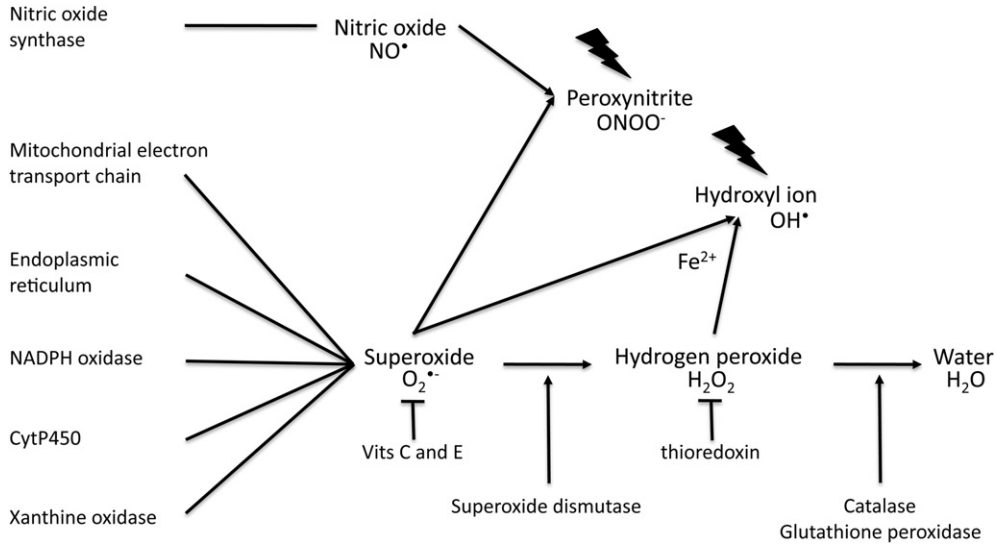 Nitric oxide
synthase
Nitric oxide
NO•
Peroxynitrite
ONOO⁻
Mitochondrial electron
transport chain
Hydroxyl ion
OH•
Fe²⁺
Endoplasmic
reticulum
NADPH oxidase
Superoxide
O₂•⁻
Hydrogen peroxide
H₂O₂
Water
H₂O
CytP450
Vits C and E
thioredoxin
Xanthine oxidase
Superoxide dismutase
Catalase
Glutathione peroxidase